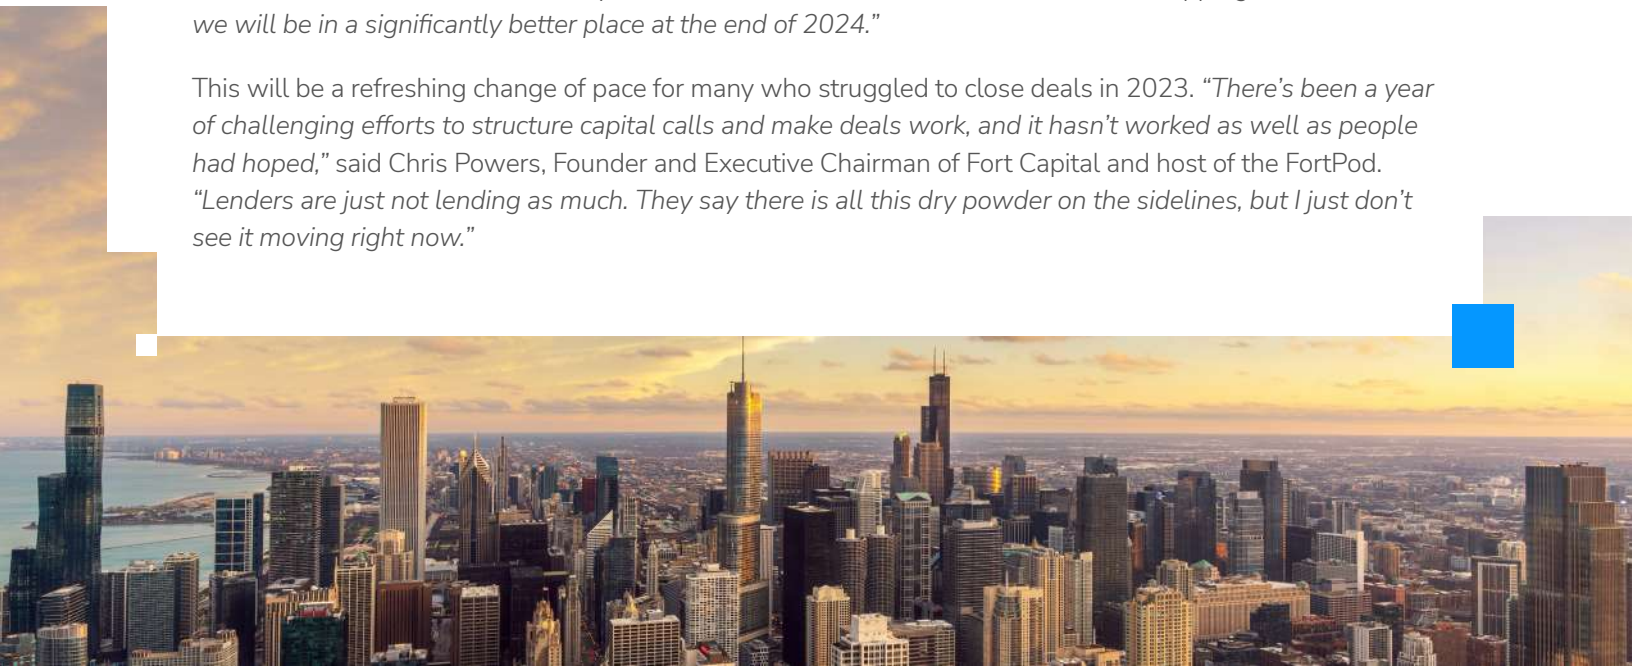 we will be in a significantly better place at the end of 2024.”
This will be a refreshing change of pace for many who struggled to close deals in 2023. “There’s been a year
of challenging efforts to structure capital calls and make deals work, and it hasn’t worked as well as people
had hoped,” said Chris Powers, Founder and Executive Chairman of Fort Capital and host of the FortPod.
“Lenders are just not lending as much. They say there is all this dry powder on the sidelines, but I just don’t
see it moving right now.”